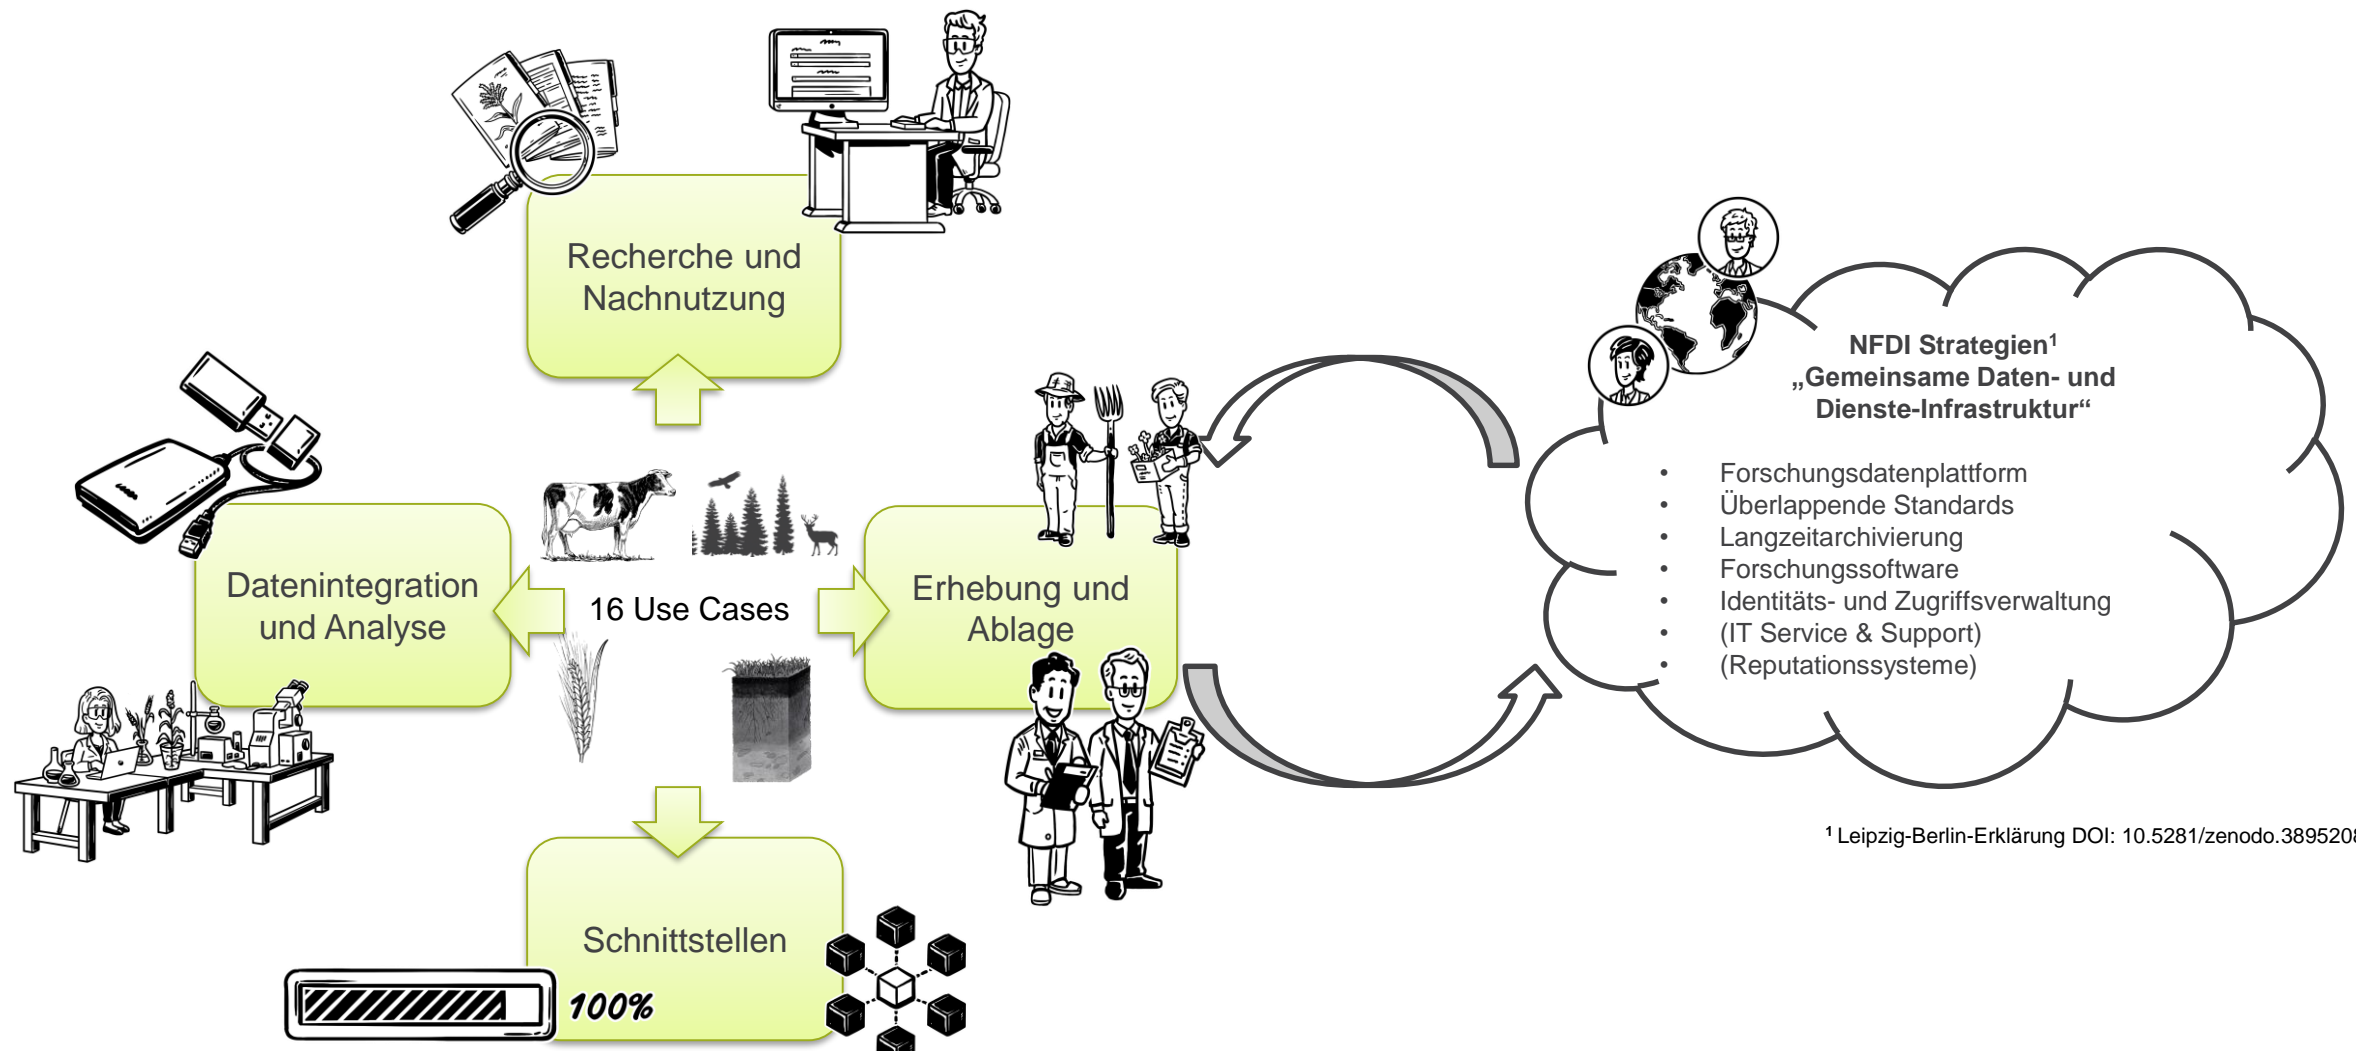 Recherche und
Nachnutzung
Datenintegration
und Analyse
16 Use Cases
Erhebung und
Ablage
Schnittstellen
100%
NFDI Strategien¹
„Gemeinsame Daten- und
Dienste-Infrastruktur“
• Forschungsdatenplattform
• Überlappende Standards
• Langzeitarchivierung
• Forschungssoftware
• Identitäts- und Zugriffsverwaltung
• (IT Service & Support)
• (Reputationssysteme)
¹ Leipzig-Berlin-Erklärung DOI: 10.5281/zenodo.3895208